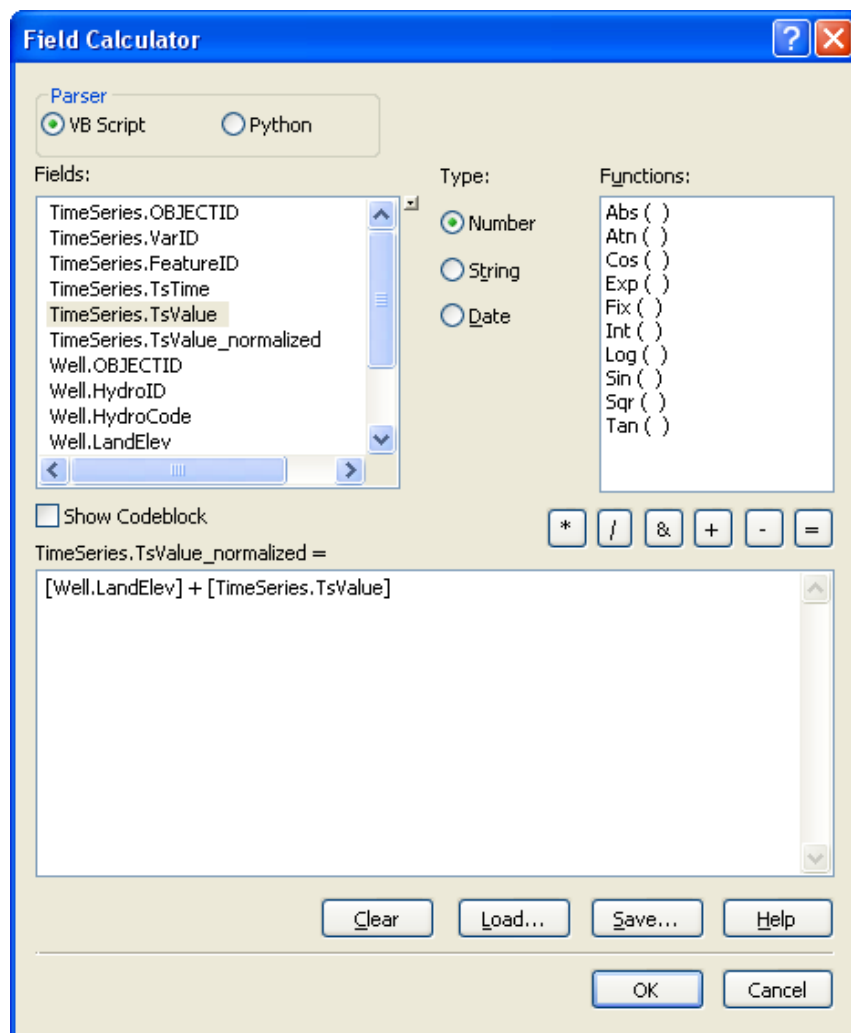 Field Calculator
Parser
VB Script
Python
Fields:
Type:
Functions:
TimeSeries.OBJECTID
TimeSeries.VarID
TimeSeries.FeatureID
TimeSeries.TsTime
TimeSeries.TsValue
TimeSeries.TsValue_normalized
Well.OBJECTID
Well.HydroID
Well.HydroCode
Well.LandElev
Number
String
Date
Abs ( )
Atn ( )
Cos ( )
Exp ( )
Fix ( )
Int ( )
Log ( )
Sin ( )
Sqr ( )
Tan ( )
Show Codeblock
* / & + - =
TimeSeries.TsValue_normalized =
[Well.LandElev] + [TimeSeries.TsValue]
Clear
Load...
Save...
Help
OK
Cancel